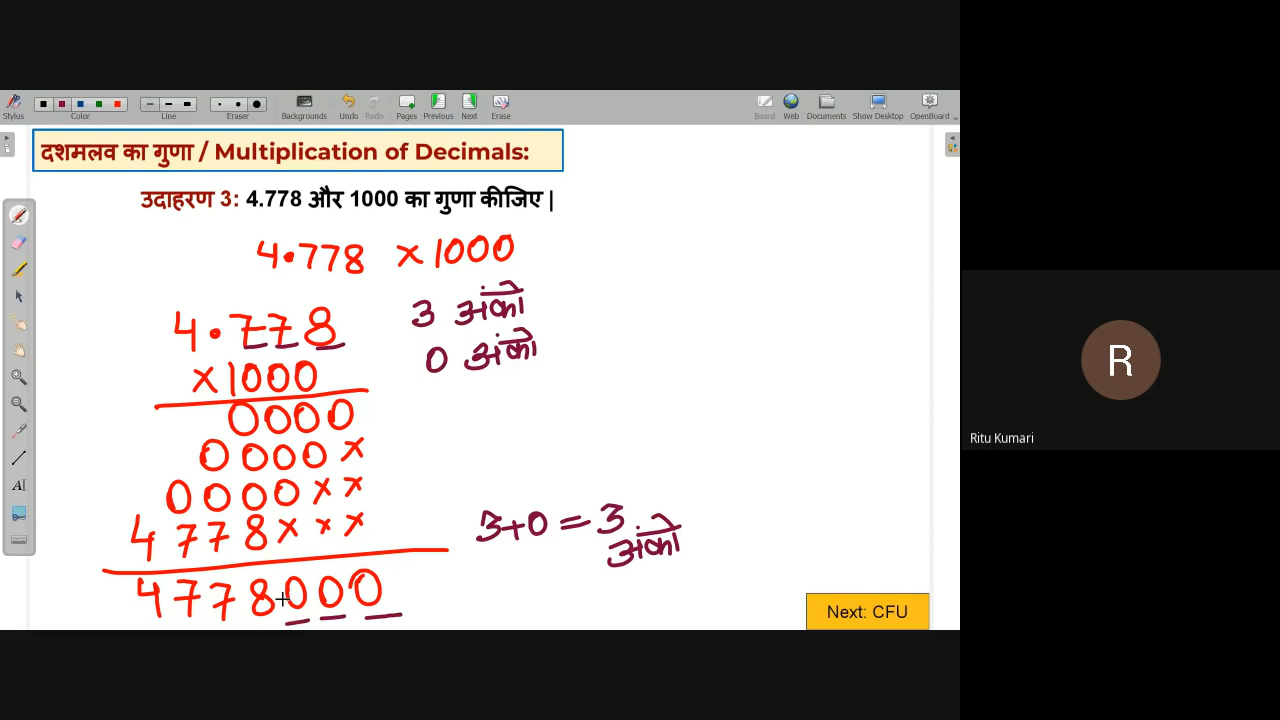 Stylus
Color
Line
Eraser
Backgrounds
Undo
Redo
Pages
Previous
Next
Erase
Board
Web
Documents
Show Desktop
OpenBoard
दशमलव का गुणा / Multiplication of Decimals:
उदाहरण 3: 4.778 और 1000 का गुणा कीजिए |
4.778 ×1000
4.778
×1000
0000
0000×
0000××
4778×××
4778000
3 अंकों
0 अंकों
3+0=3
अंकों
Next: CFU
R
Ritu Kumari